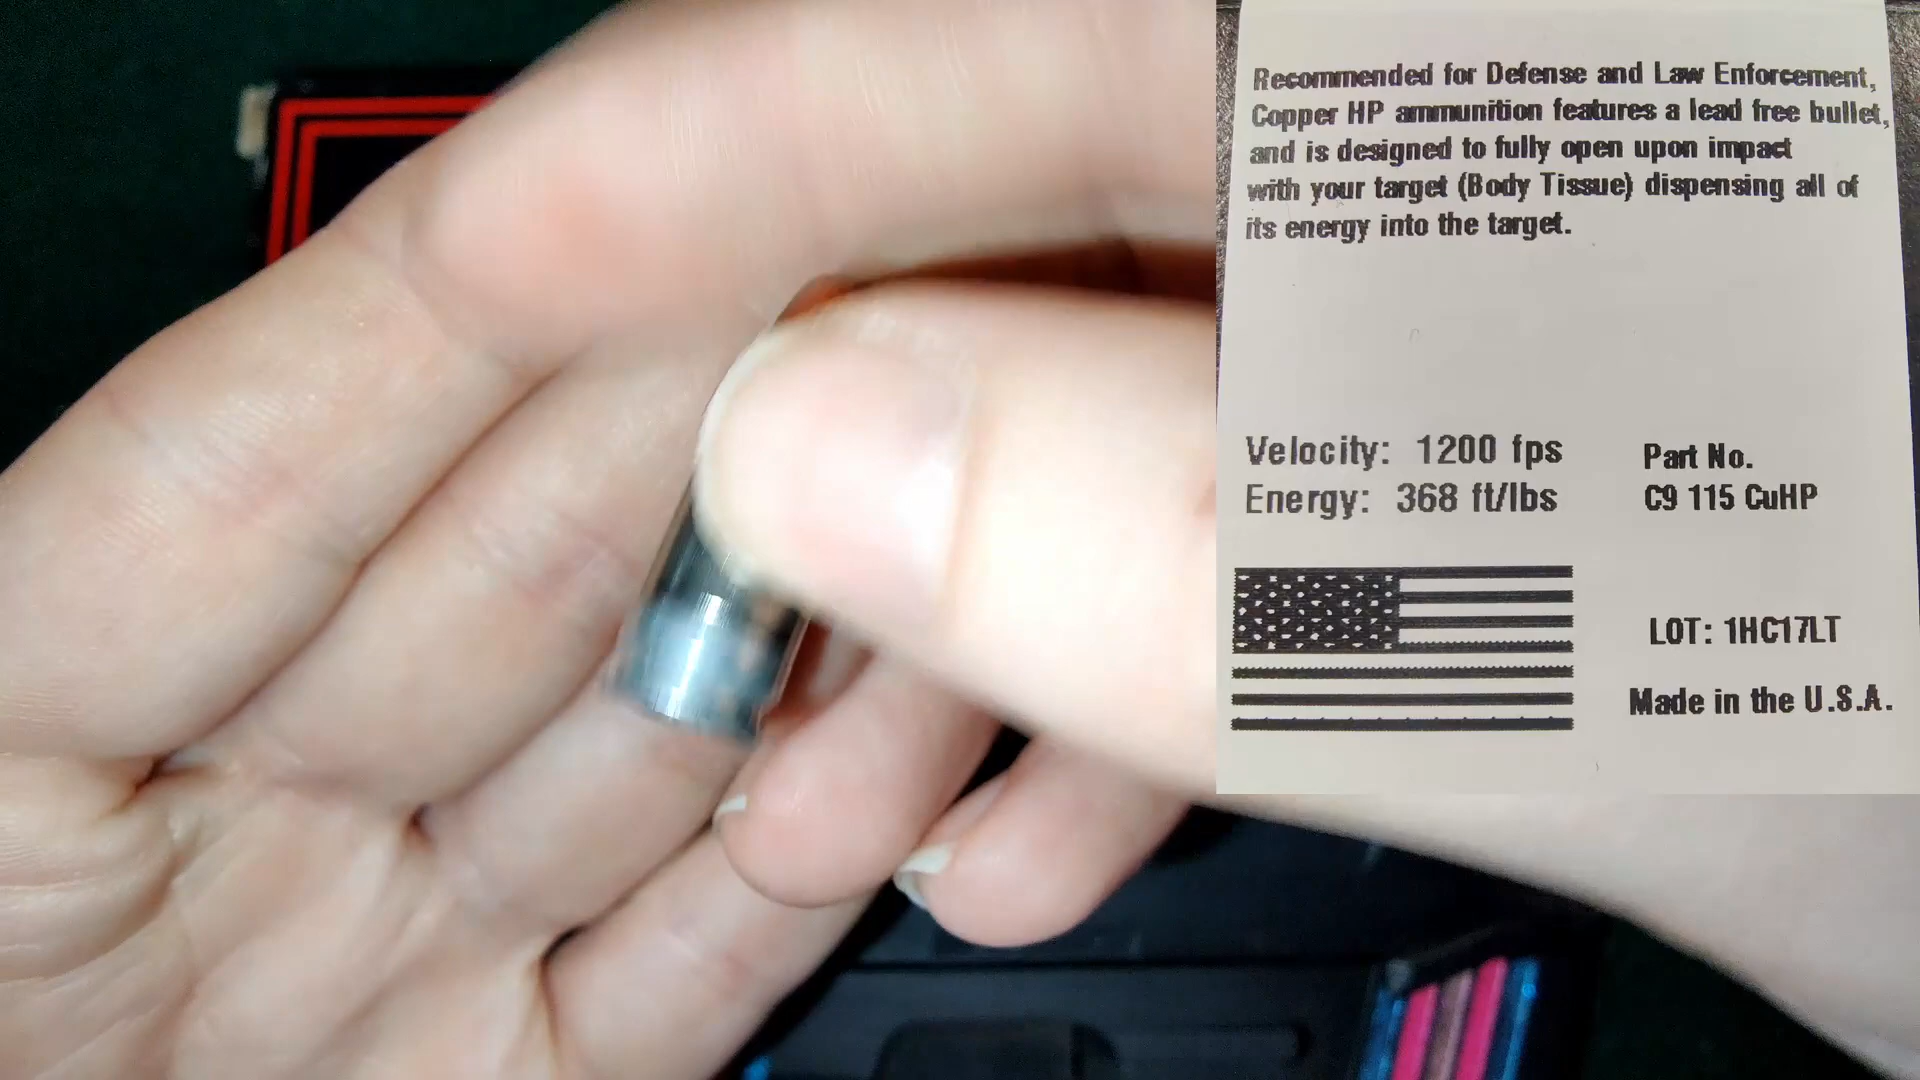 Recommended for Defense and Law Enforcement,
Copper HP ammunition features a lead free bullet,
and is designed to fully open upon impact
with your target (Body Tissue) dispensing all of
its energy into the target.
Velocity: 1200 fps
Energy: 368 ft/lbs
Part No.
C9 115 CuHP
LOT: 1HC17LT
Made in the U.S.A.